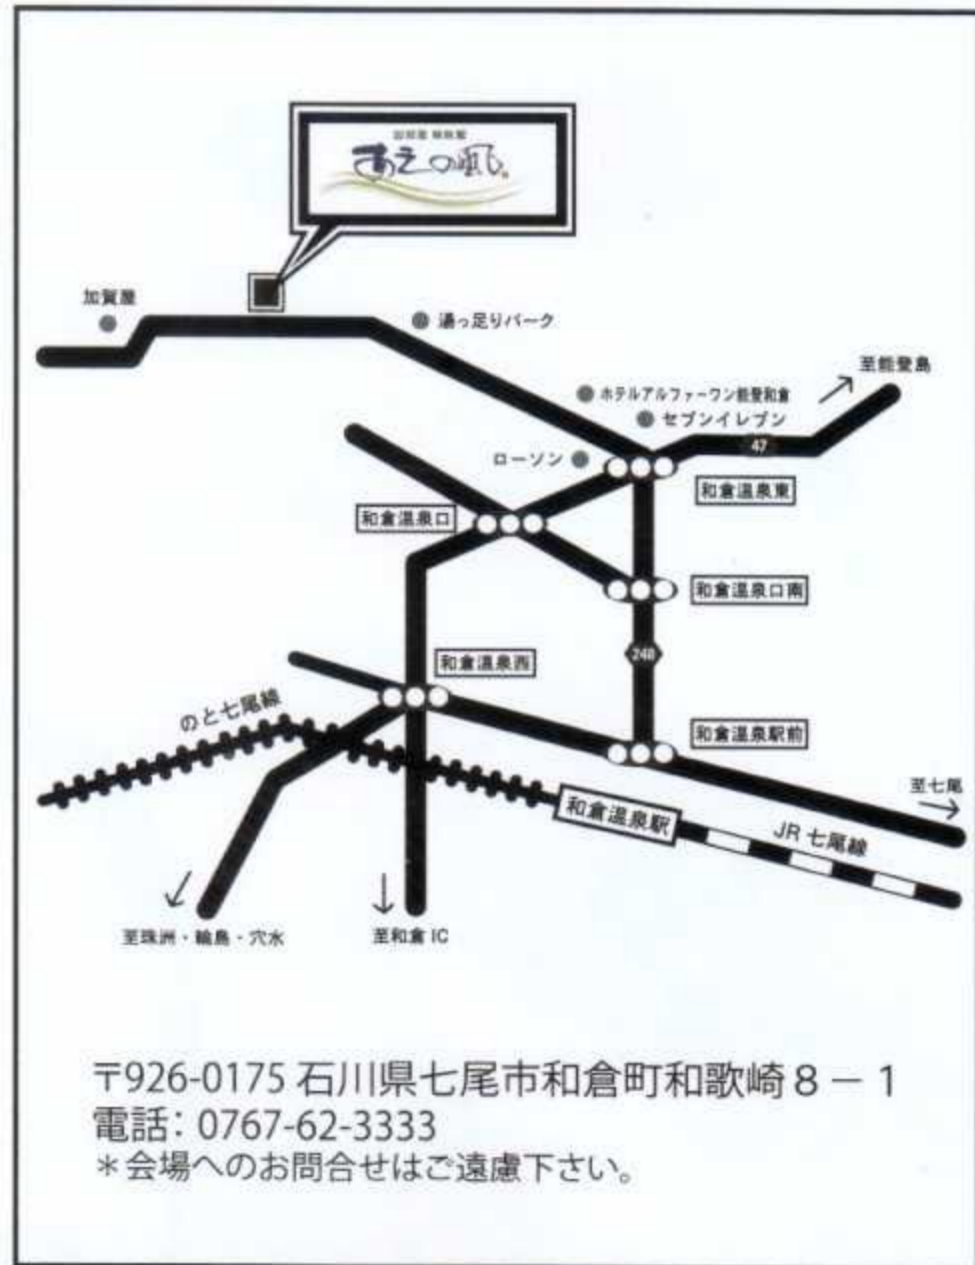 加賀屋 姉妹館
あえの風。
加賀屋
湯っ足りパーク
至能登島
ホテルアルファーワン能登和倉
セブンイレブン
47
ローソン
和倉温泉東
和倉温泉口
和倉温泉口南
248
和倉温泉西
のと七尾線
和倉温泉駅前
至七尾
和倉温泉駅
JR 七尾線
至珠洲・輪島・穴水
至和倉 IC
〒926-0175 石川県七尾市和倉町和歌崎8－1
電話：0767-62-3333
＊会場へのお問合せはご遠慮下さい。